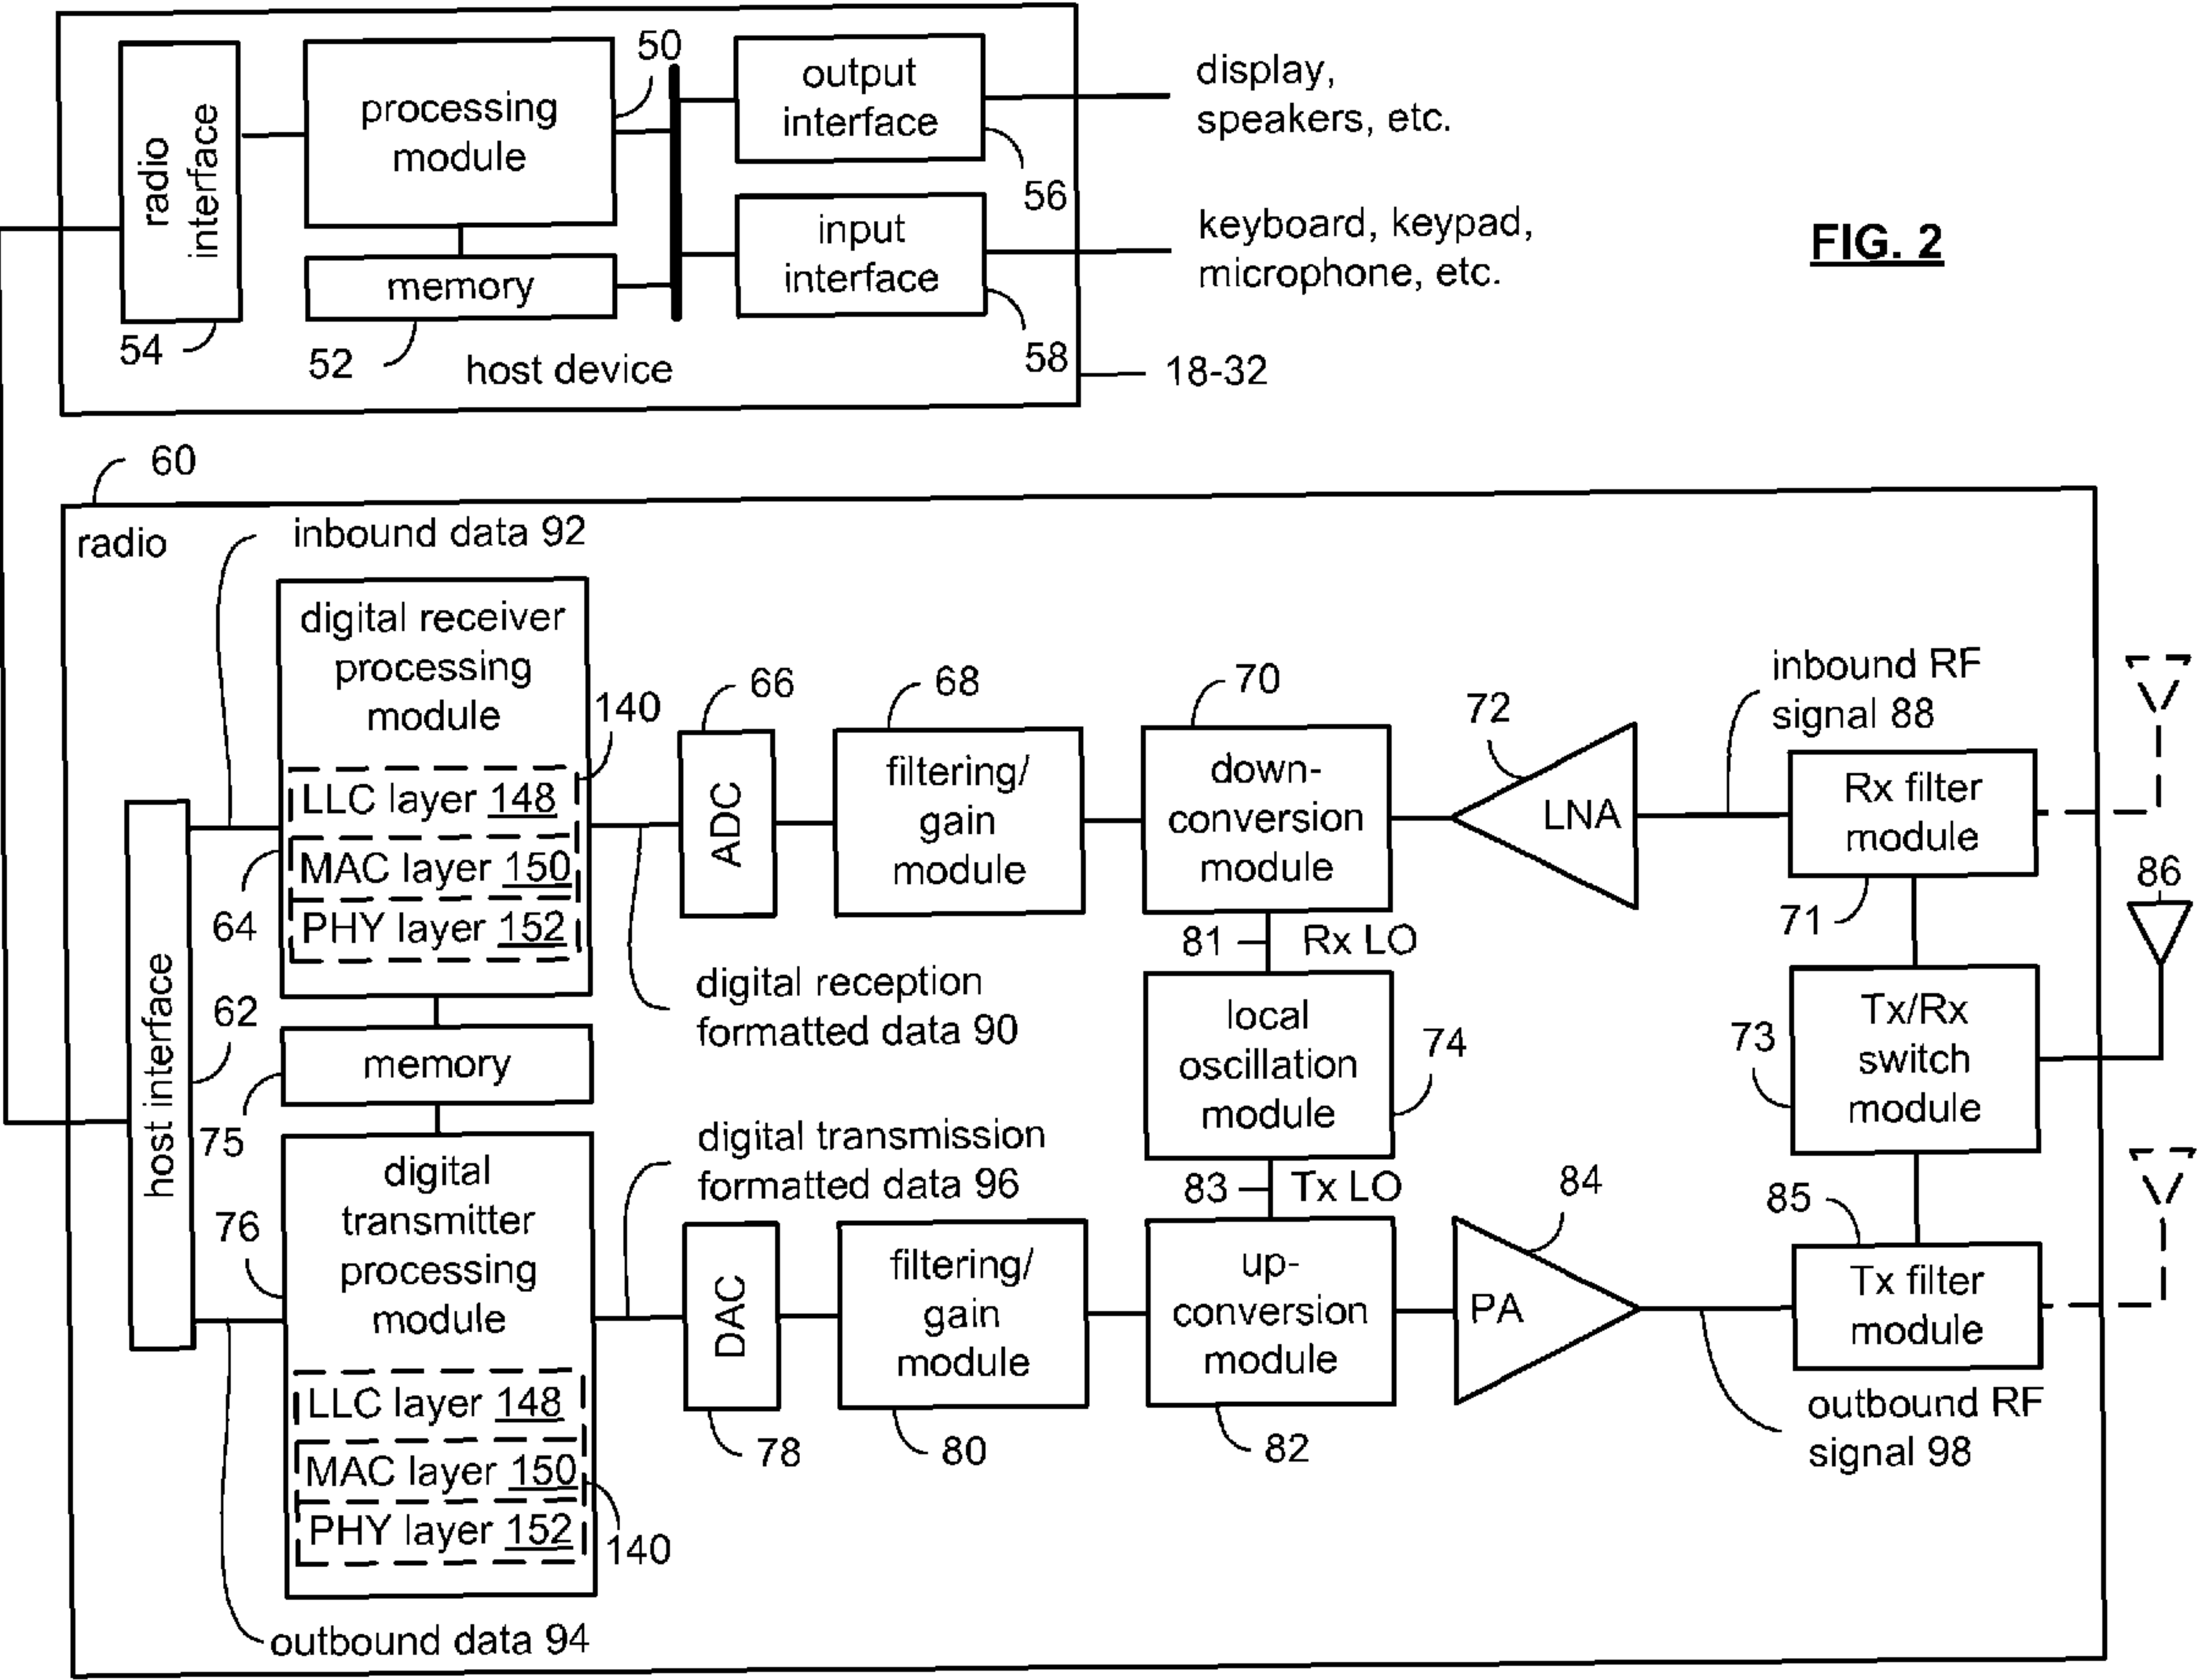 50
processing
module
radio
interface
output
interface
56
display,
speakers, etc.
input
interface
58
keyboard, keypad,
microphone, etc.
FIG. 2
memory
54
52
host device
18-32
60
radio
inbound data 92
digital receiver
processing
module
140
LLC layer 148
MAC layer 150
PHY layer 152
64
66
ADC
68
filtering/
gain
module
70
down-
conversion
module
72
LNA
inbound RF
signal 88
Rx filter
module
71
86
81
Rx LO
digital reception
formatted data 90
host interface
62
memory
75
local
oscillation
module
74
73
Tx/Rx
switch
module
digital transmission
formatted data 96
83
Tx LO
84
85
76
digital
transmitter
processing
module
LLC layer 148
MAC layer 150
PHY layer 152
140
DAC
78
filtering/
gain
module
80
up-
conversion
module
82
PA
Tx filter
module
outbound RF
signal 98
outbound data 94